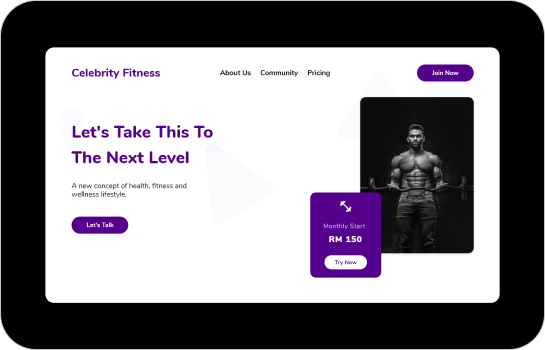 Celebrity Fitness
About Us Community Pricing
Join Now
Let's Take This To
The Next Level
A new concept of health, fitness and
wellness lifestyle.
Let's Talk
Monthly Start
RM 150
Try Now